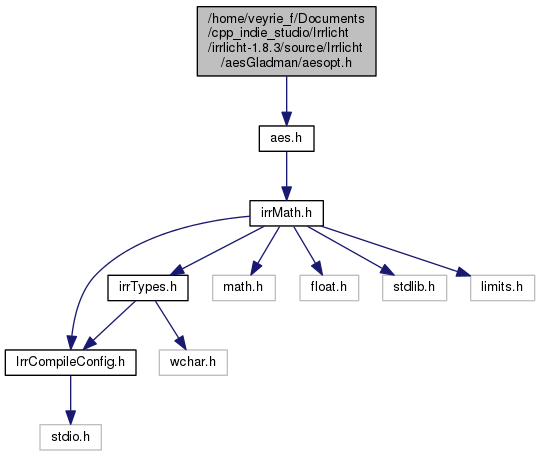 /home/veyrie_f/Documents
/cpp_indie_studio/Irrlicht
/irrlicht-1.8.3/source/Irrlicht
/aesGladman/aesopt.h
aes.h
irrMath.h
irrTypes.h
math.h
float.h
stdlib.h
limits.h
IrrCompileConfig.h
wchar.h
stdio.h